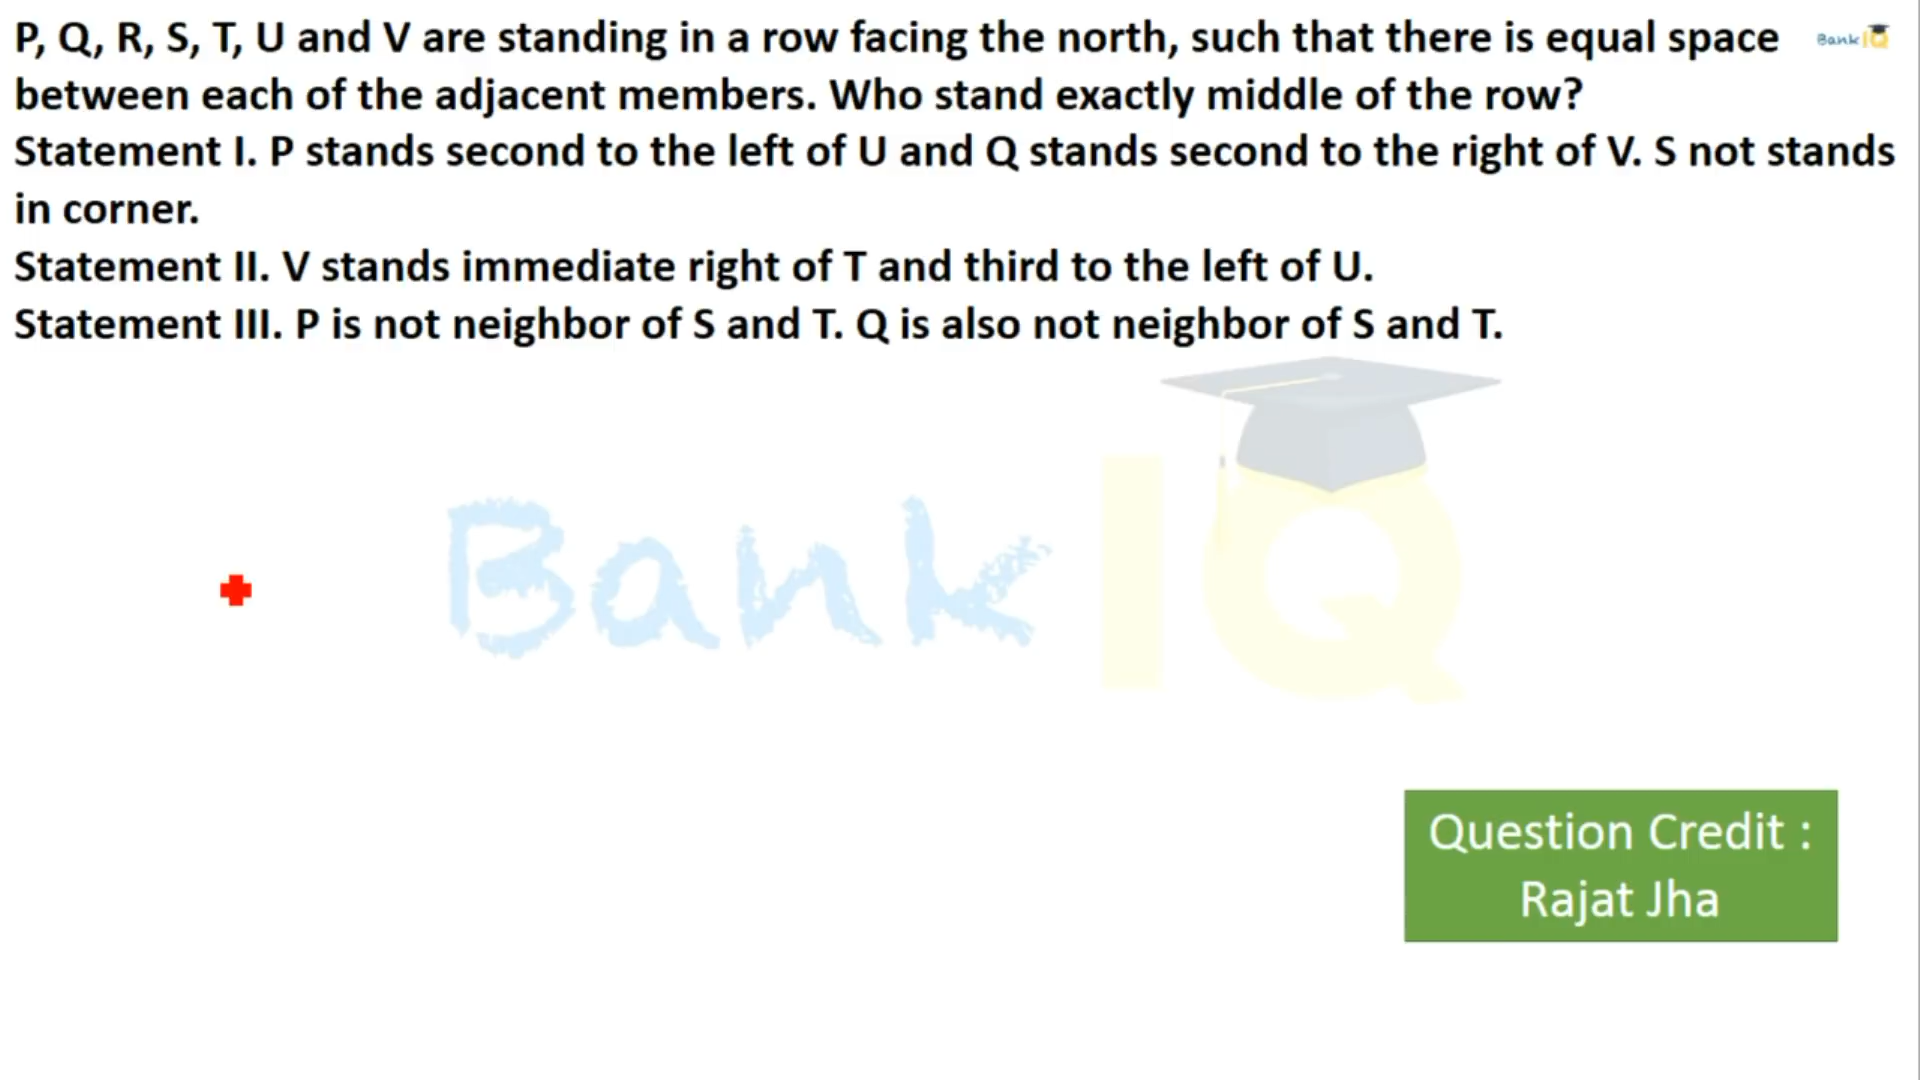 P, Q, R, S, T, U and V are standing in a row facing the north, such that there is equal space
Bank IQ
between each of the adjacent members. Who stand exactly middle of the row?
Statement I. P stands second to the left of U and Q stands second to the right of V. S not stands
in corner.
Statement II. V stands immediate right of T and third to the left of U.
Statement III. P is not neighbor of S and T. Q is also not neighbor of S and T.
Bank IQ
Question Credit :
Rajat Jha